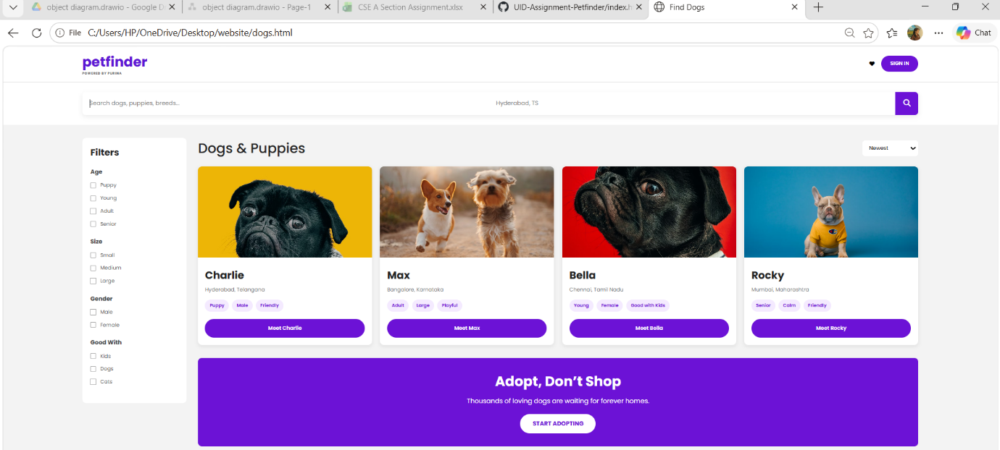 object diagram.drawio - Google D
object diagram.drawio - Page-1
CSE A Section Assignment.xlsx
UID-Assignment-Petfinder/index.h
Find Dogs
File C:/Users/HP/OneDrive/Desktop/website/dogs.html
Chat
petfinder
POWERED BY PURINA
SIGN IN
Search dogs, puppies, breeds...
Hyderabad, TS
Filters
Age
Puppy
Young
Adult
Senior
Size
Small
Medium
Large
Gender
Male
Female
Good With
Kids
Dogs
Cats
Dogs & Puppies
Newest
Charlie
Hyderabad, Telangana
Puppy Male Friendly
Meet Charlie
Max
Bangalore, Karnataka
Adult Large Playful
Meet Max
Bella
Chennai, Tamil Nadu
Young Female Good with Kids
Meet Bella
Rocky
Mumbai, Maharashtra
Senior Calm Friendly
Meet Rocky
Adopt, Don’t Shop
Thousands of loving dogs are waiting for forever homes.
START ADOPTING